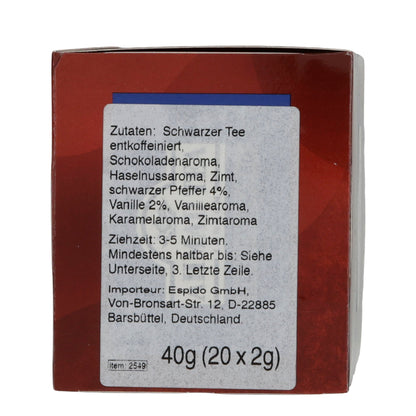 Zutaten: Schwarzer Tee
entkoffeiniert,
Schokoladenaroma,
Haselnussaroma, Zimt,
schwarzer Pfeffer 4%,
Vanille 2%, Vanillearoma,
Karamelaroma, Zimtaroma
Ziehzeit: 3-5 Minuten.
Mindestens haltbar bis: Siehe
Unterseite, 3. Letzte Zeile.
Importeur: Espido GmbH,
Von-Bronsart-Str. 12, D-22885
Barsbüttel, Deutschland.
40g (20 x 2g)
Item: 2549